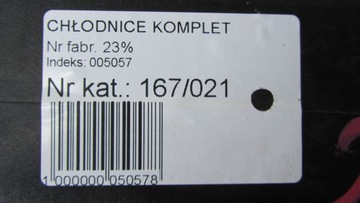 CHŁODNICE KOMPLET
Nr fabr. 23%
Indeks: 005057
Nr kat.: 167/021
1 000000 050578